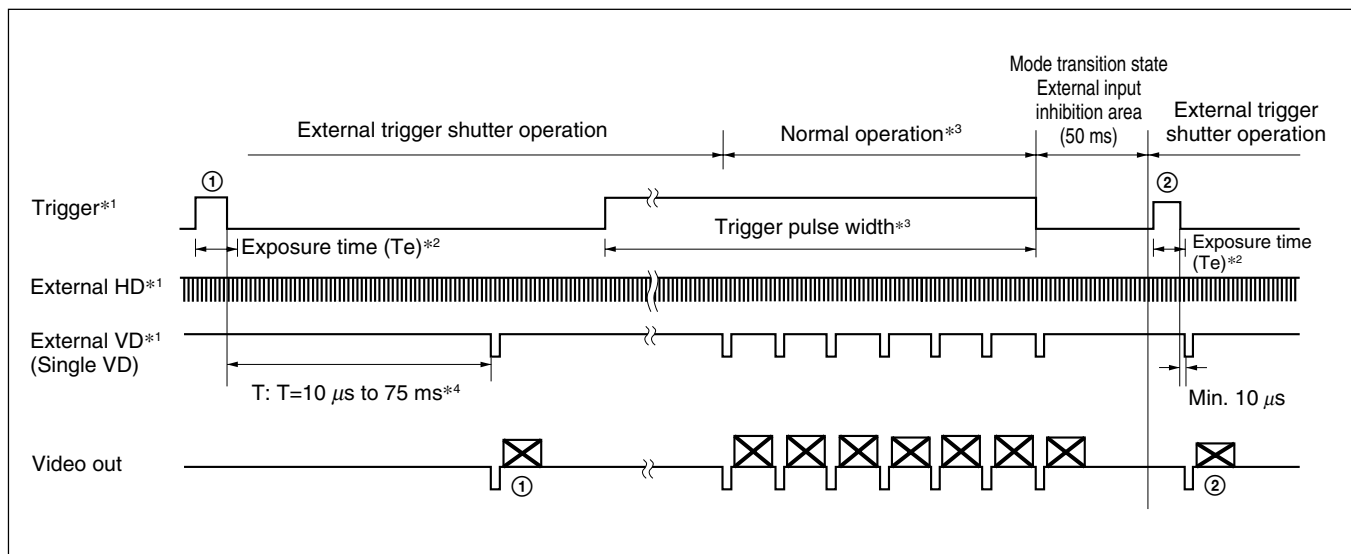 Mode transition state
External input
inhibition area
(50 ms)
External trigger shutter operation
Normal operation*3
External trigger
shutter operation
①
②
Trigger*1
Exposure time (Te)*2
Trigger pulse width*3
Exposure time
(Te)*2
External HD*1
External VD*1
(Single VD)
T: T=10 μs to 75 ms*4
Min. 10 μs
Video out
①
②